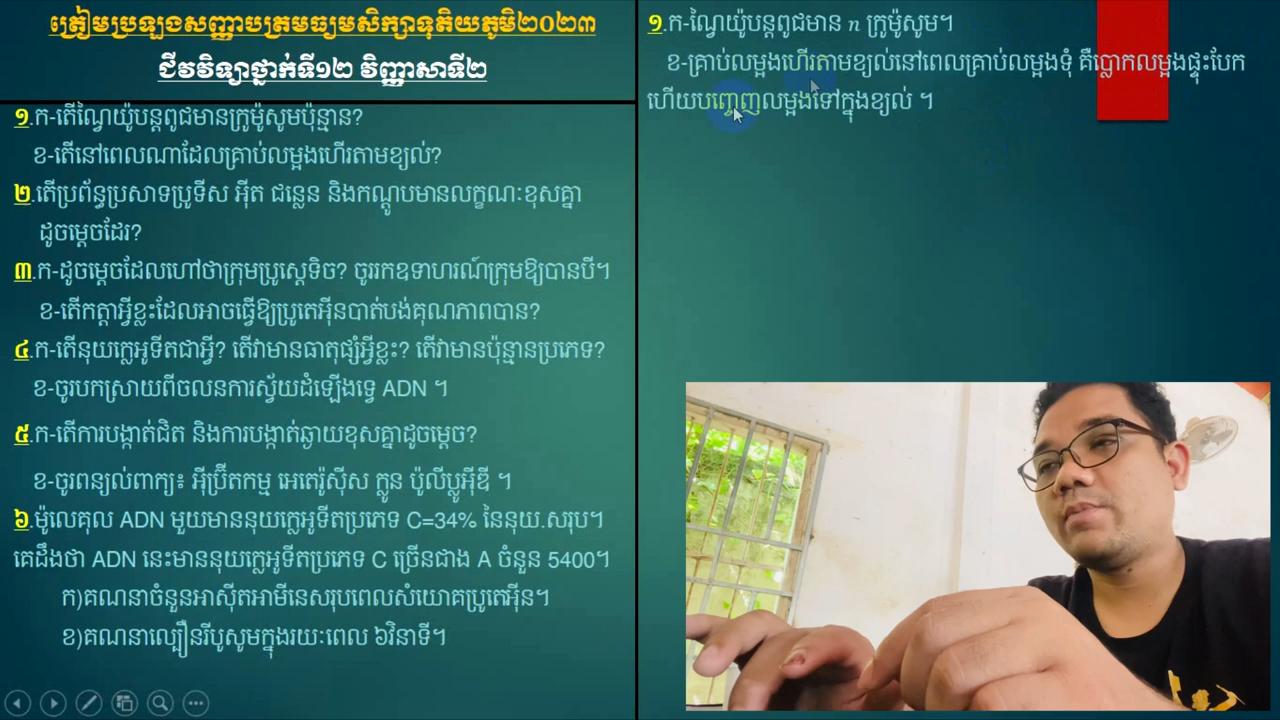 ត្រៀមប្រឡងសញ្ញាបត្រមធ្យមសិក្សាទុតិយភូមិ២០២៣
ជីវវិទ្យាថ្នាក់ទី១២ វិញ្ញាសាទី២
១.ក-តើណ្វៃយ៉ូបន្តពូជមានក្រូម៉ូសូមប៉ុន្មាន?
ខ-តើនៅពេលណាដែលគ្រាប់លម្អងហើរតាមខ្យល់?
២.តើប្រព័ន្ធប្រសាទប្រូទីស អ៊ីត ជន្លេន និងកណ្តូបមានលក្ខណៈខុសគ្នា
ដូចម្តេចដែរ?
៣.ក-ដូចម្តេចដែលហៅថាក្រុមប្រូស្តេទិច? ចូររកឧទាហរណ៍ក្រុមឱ្យបានបី។
ខ-តើកត្តាអ្វីខ្លះដែលអាចធ្វើឱ្យប្រូតេអ៊ីនបាត់បង់គុណភាពបាន?
៤.ក-តើនុយក្លេអូទីតជាអ្វី? តើវាមានធាតុផ្សំអ្វីខ្លះ? តើវាមានប៉ុន្មានប្រភេទ?
ខ-ចូរបកស្រាយពីចលនការស្វ័យដំឡើងទ្វេ ADN ។
៥.ក-តើការបង្កាត់ជិត និងការបង្កាត់ឆ្ងាយខុសគ្នាដូចម្តេច?
ខ-ចូរពន្យល់ពាក្យ៖ អ៊ីប្រ៊ីតកម្ម អេតេរ៉ូស៊ីស ក្លូន ប៉ូលីប្លូអ៊ីឌី ។
៦.ម៉ូលេគុល ADN មួយមាននុយក្លេអូទីតប្រភេទ C=34% នៃនុយ.សរុប។
គេដឹងថា ADN នេះមាននុយក្លេអូទីតប្រភេទ C ច្រើនជាង A ចំនួន 5400។
ក)គណនាចំនួនអាស៊ីតអាមីនេសរុបពេលសំយោគប្រូតេអ៊ីន។
ខ)គណនាល្បឿនរីបូសូមក្នុងរយៈពេល ៦វិនាទី។
១.ក-ណ្វៃយ៉ូបន្តពូជមាន n ក្រូម៉ូសូម។
ខ-គ្រាប់លម្អងហើរតាមខ្យល់នៅពេលគ្រាប់លម្អងទុំ គឺប្លោកលម្អងផ្ទុះបែក
ហើយបញ្ចេញលម្អងទៅក្នុងខ្យល់ ។